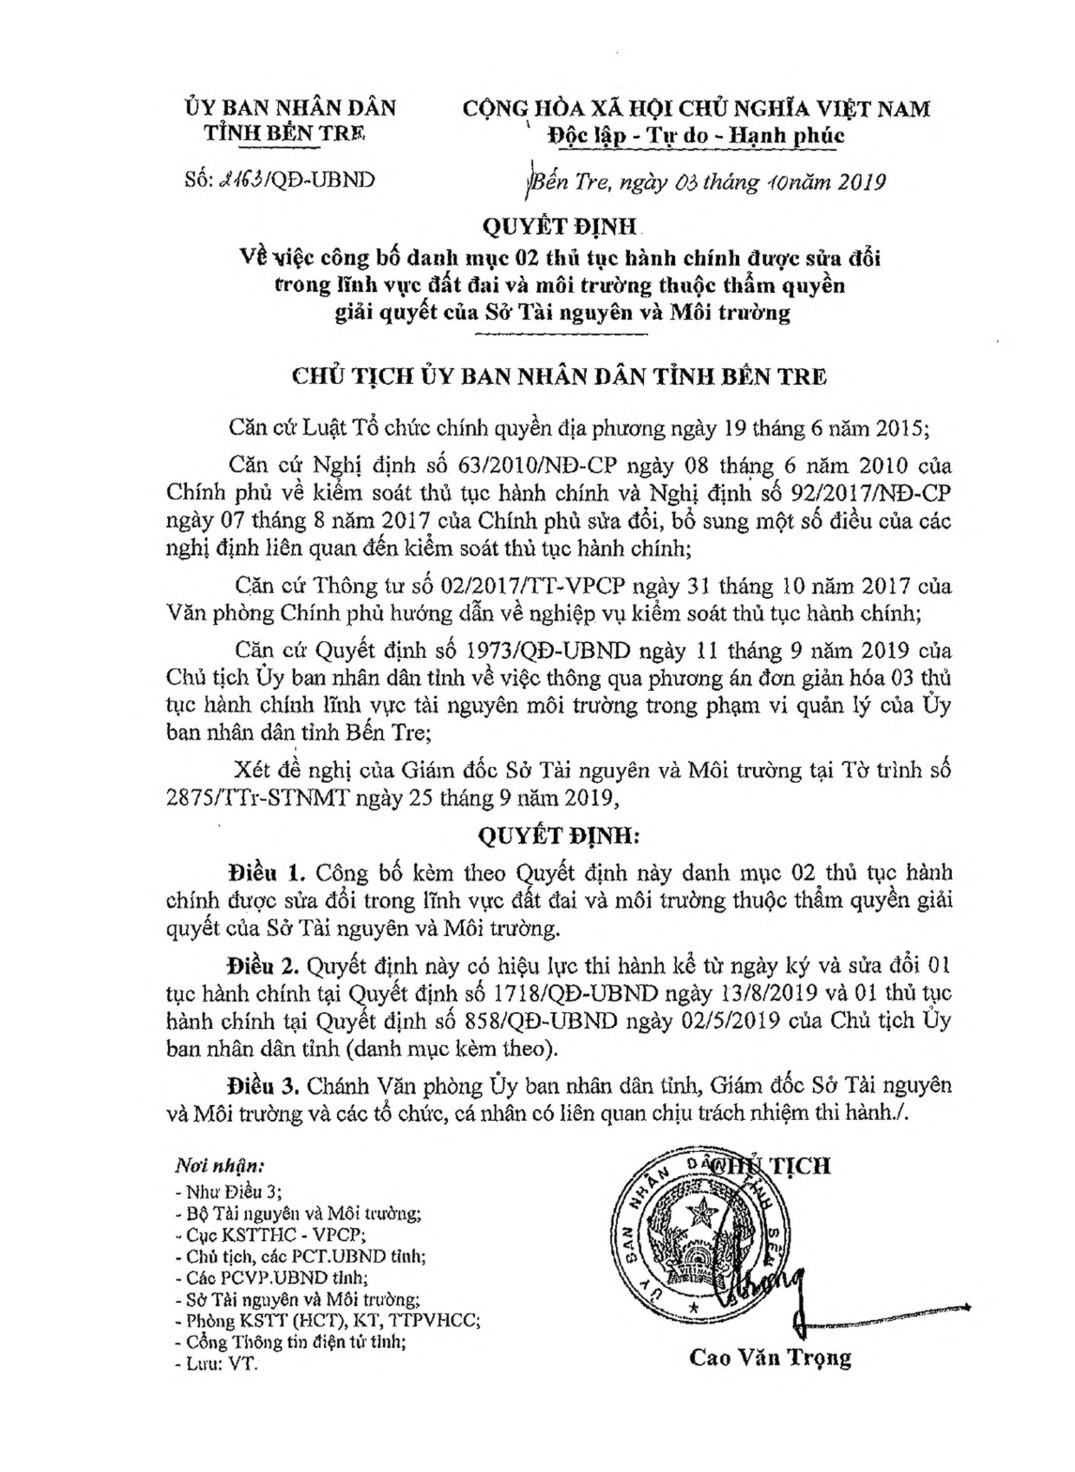 ỦY BAN NHÂN DÂN
TỈNH BẾN TRE
CỘNG HÒA XÃ HỘI CHỦ NGHĨA VIỆT NAM
Độc lập - Tự do - Hạnh phúc
Số: 2163/QĐ-UBND
Bến Tre, ngày 03 tháng 10 năm 2019
QUYẾT ĐỊNH
Về việc công bố danh mục 02 thủ tục hành chính được sửa đổi
trong lĩnh vực đất đai và môi trường thuộc thẩm quyền
giải quyết của Sở Tài nguyên và Môi trường
CHỦ TỊCH ỦY BAN NHÂN DÂN TỈNH BẾN TRE
Căn cứ Luật Tổ chức chính quyền địa phương ngày 19 tháng 6 năm 2015;
Căn cứ Nghị định số 63/2010/NĐ-CP ngày 08 tháng 6 năm 2010 của
Chính phủ về kiểm soát thủ tục hành chính và Nghị định số 92/2017/NĐ-CP
ngày 07 tháng 8 năm 2017 của Chính phủ sửa đổi, bổ sung một số điều của các
nghị định liên quan đến kiểm soát thủ tục hành chính;
Căn cứ Thông tư số 02/2017/TT-VPCP ngày 31 tháng 10 năm 2017 của
Văn phòng Chính phủ hướng dẫn về nghiệp vụ kiểm soát thủ tục hành chính;
Căn cứ Quyết định số 1973/QĐ-UBND ngày 11 tháng 9 năm 2019 của
Chủ tịch Ủy ban nhân dân tỉnh về việc thông qua phương án đơn giản hóa 03 thủ
tục hành chính lĩnh vực tài nguyên môi trường trong phạm vi quản lý của Ủy
ban nhân dân tỉnh Bến Tre;
Xét đề nghị của Giám đốc Sở Tài nguyên và Môi trường tại Tờ trình số
2875/TTr-STNMT ngày 25 tháng 9 năm 2019,
QUYẾT ĐỊNH:
Điều 1. Công bố kèm theo Quyết định này danh mục 02 thủ tục hành
chính được sửa đổi trong lĩnh vực đất đai và môi trường thuộc thẩm quyền giải
quyết của Sở Tài nguyên và Môi trường.
Điều 2. Quyết định này có hiệu lực thi hành kể từ ngày ký và sửa đổi 01
tục hành chính tại Quyết định số 1718/QĐ-UBND ngày 13/8/2019 và 01 thủ tục
hành chính tại Quyết định số 858/QĐ-UBND ngày 02/5/2019 của Chủ tịch Ủy
ban nhân dân tỉnh (danh mục kèm theo).
Điều 3. Chánh Văn phòng Ủy ban nhân dân tỉnh, Giám đốc Sở Tài nguyên
và Môi trường và các tổ chức, cá nhân có liên quan chịu trách nhiệm thi hành./.
Nơi nhận:
- Như Điều 3;
- Bộ Tài nguyên và Môi trường;
- Cục KSTTHC - VPCP;
- Chủ tịch, các PCT.UBND tỉnh;
- Các PCVP.UBND tỉnh;
- Sở Tài nguyên và Môi trường;
- Phòng KSTT (HCT), KT, TTPVHCC;
- Cổng Thông tin điện tử tỉnh;
- Lưu: VT.
CHỦ TỊCH
ỦY BAN NHÂN DÂN TỈNH BẾN
VIỆT NAM
Cao Văn Trọng